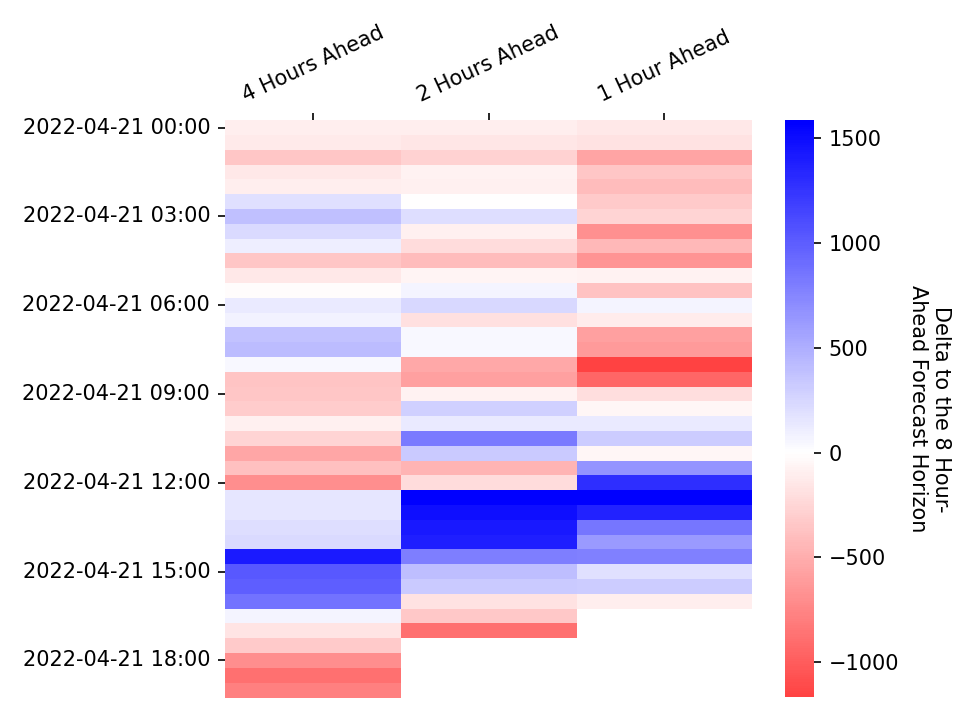 4 Hours Ahead
2 Hours Ahead
1 Hour Ahead
2022-04-21 00:00
2022-04-21 03:00
2022-04-21 06:00
2022-04-21 09:00
2022-04-21 12:00
2022-04-21 15:00
2022-04-21 18:00
1500
1000
500
0
−500
−1000
Delta to the 8 Hour-
Ahead Forecast Horizon